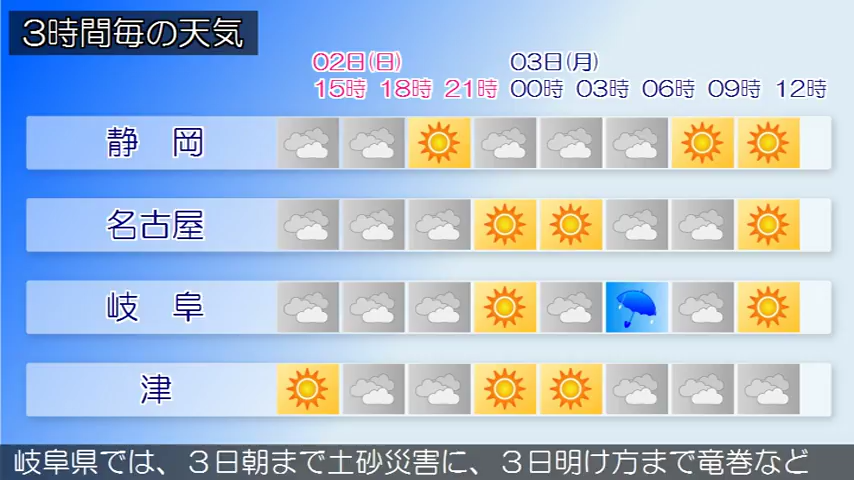 3時間毎の天気
02日(日) 03日(月)
15時 18時 21時 00時 03時 06時 09時 12時
静 岡
名古屋
岐 阜
津
岐阜県では、3日朝まで土砂災害に、3日明け方まで竜巻など